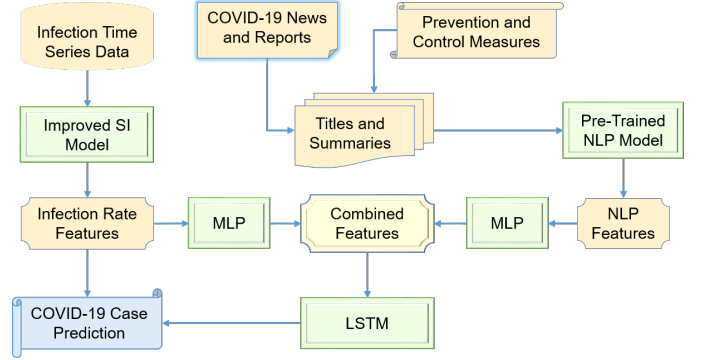 Infection Time
Series Data
COVID-19 News
and Reports
Prevention and
Control Measures
Improved SI
Model
Titles and
Summaries
Pre-Trained
NLP Model
Infection Rate
Features
MLP
Combined
Features
MLP
NLP
Features
COVID-19 Case
Prediction
LSTM